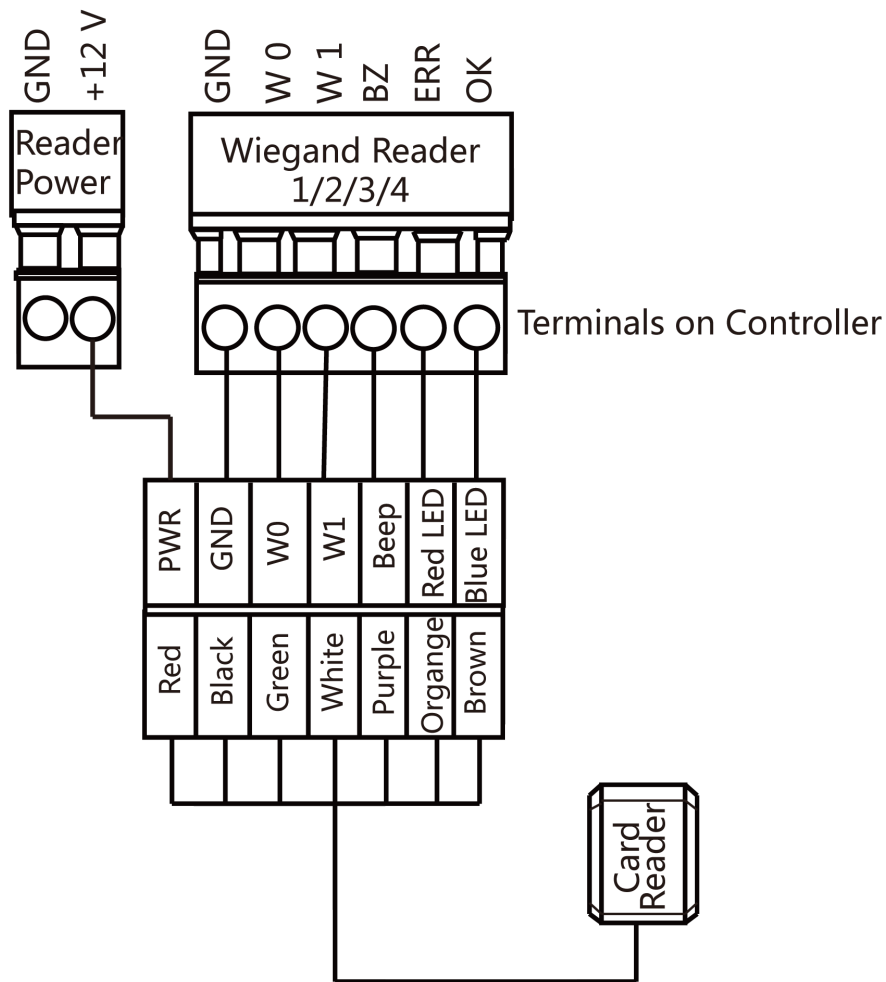 GND
+12 V
GND
W 0
W 1
BZ
ERR
OK
Reader
Power
Wiegand Reader
1/2/3/4
Terminals on Controller
PWR
GND
W0
W1
Beep
Red LED
Blue LED
Red
Black
Green
White
Purple
Organge
Brown
Card
Reader